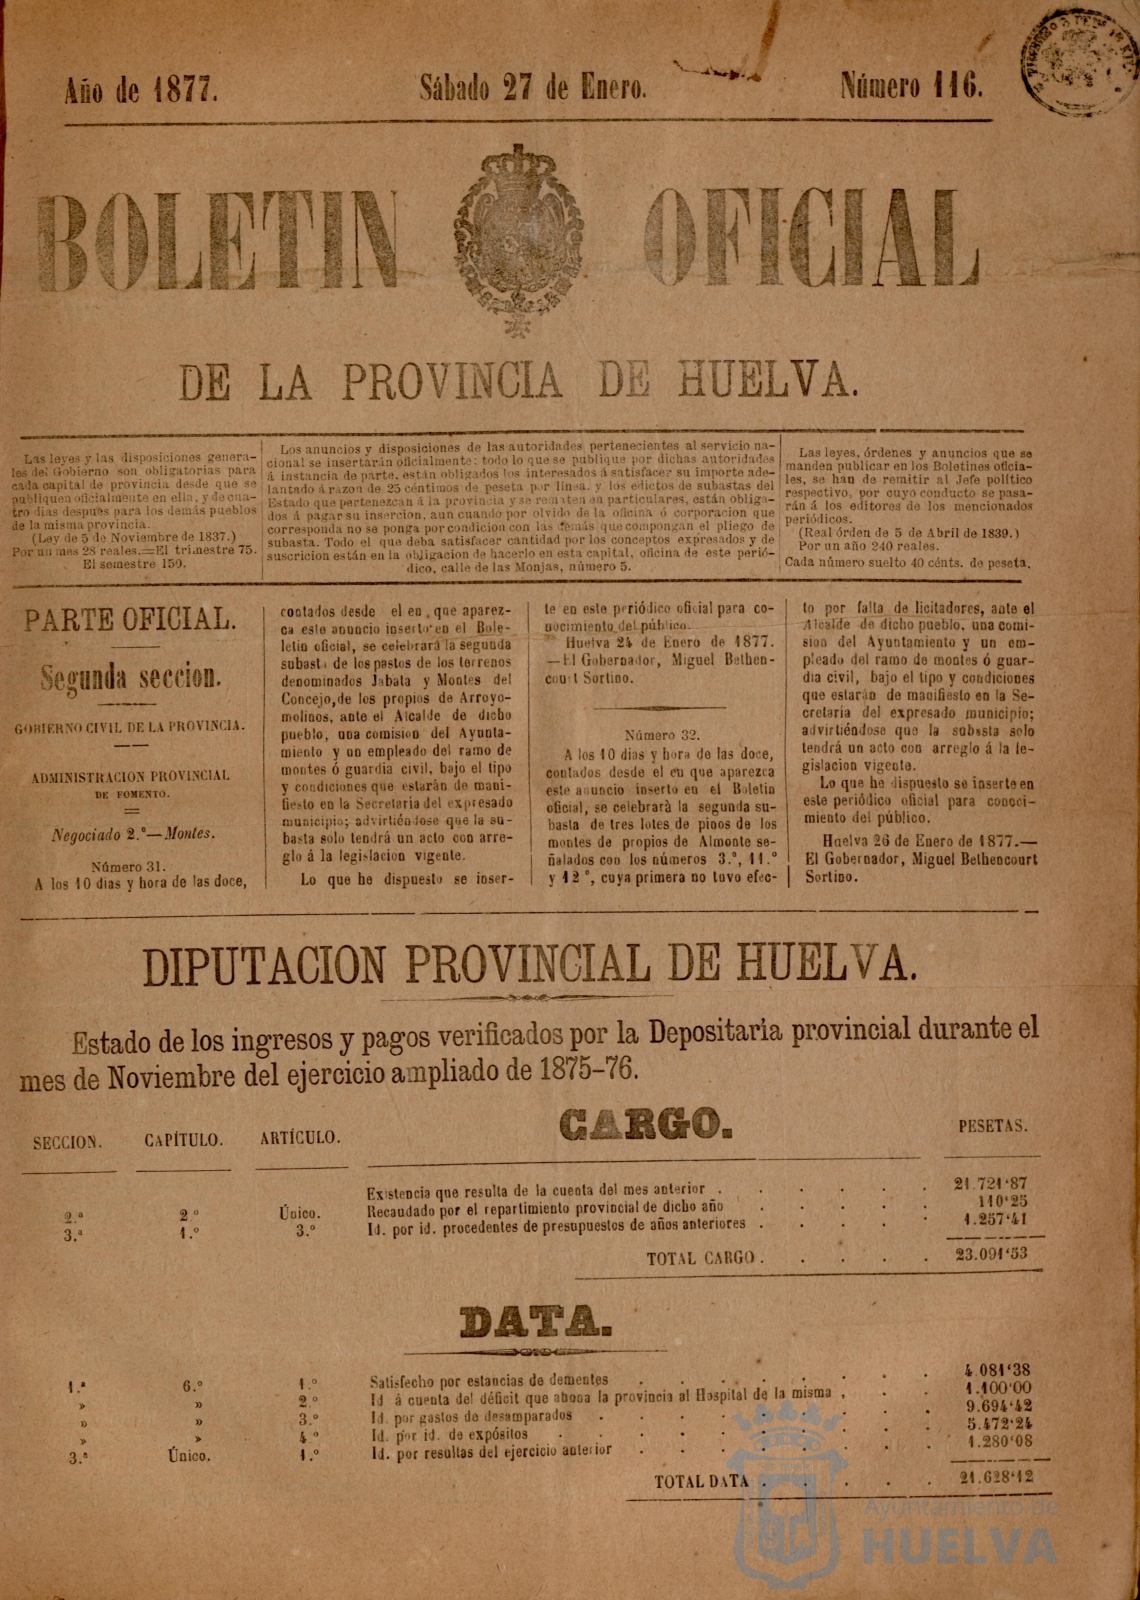 Año de 1877.
Sábado 27 de Enero.
Número 116.
BOLETIN OFICIAL
DE LA PROVINCIA DE HUELVA.
Las leyes y las disposiciones genera-
les del Gobierno son obligatorias para
cada capital de provincia desde que se
publiquen oficialmente en ella, y de cua-
tro dias despues para los demás pueblos
de la misma provincia.
(Ley de 5 de Noviembre de 1837.)
Por un mes 28 reales.=El trimestre 75.
El semestre 150.
Los anuncios y disposiciones de las autoridades pertenecientes al servicio na-
cional se insertarán oficialmente: todo lo que se publique por dichas autoridades
á instancia de parte, están obligados los interesados á satisfacer su importe ade-
lantado á razon de 25 céntimos de peseta por línea, y los edictos de subastas del
Estado que pertenezcan á la provincia y se rematen en particulares, están obliga-
dos á pagar su insercion, aun cuando por olvido de la oficina ó corporacion que
corresponda no se ponga por condicion con las demás que compongan el pliego de
subasta. Todo el que deba satisfacer cantidad por los conceptos expresados y de
suscricion están en la obligacion de hacerlo en esta capital, oficina de este perió-
dico, calle de las Monjas, número 5.
Las leyes, órdenes y anuncios que se
manden publicar en los Boletines oficia-
les, se han de remitir al Jefe político
respectivo, por cuyo conducto se pasa-
rán á los editores de los mencionados
periódicos.
(Real órden de 5 de Abril de 1839.)
Por un año 240 reales.
Cada número suelto 40 cénts. de peseta.
PARTE OFICIAL.
Segunda seccion.
GOBIERNO CIVIL DE LA PROVINCIA.
ADMINISTRACION PROVINCIAL
DE FOMENTO.
Negociado 2.º—Montes.
Número 31.
A los 10 dias y hora de las doce,
contados desde el en que aparez-
ca este anuncio inserto en el Bole-
letin oficial, se celebrará la segunda
subasta de los pastos de los terrenos
denominados Jabata y Montes del
Concejo, de los propios de Arroyo-
molinos, ante el Alcalde de dicho
pueblo, una comision del Ayunta-
miento y un empleado del ramo de
montes ó guardia civil, bajo el tipo
y condiciones que estarán de mani-
fiesto en la Secretaria del expresado
municipio; advirtiéndose que la su-
basta solo tendrá un acto con arre-
glo á la legislacion vigente.
Lo que he dispuesto se inser-
te en este periódico oficial para co-
nocimiento del público.
Huelva 24 de Enero de 1877.
—El Gobernador, Miguel Bethen-
court Sortino.
Número 32.
A los 10 dias y hora de las doce,
contados desde el en que aparezca
este anuncio inserto en el Boletin
oficial, se celebrará la segunda su-
basta de tres lotes de pinos de los
montes de propios de Almonte se-
ñalados con los números 3.º, 11.º
y 12º, cuya primera no tuvo efec-
to por falta de licitadores, ante el
Alcalde de dicho pueblo, una comi-
sion del Ayuntamiento y un em-
pleado del ramo de montes ó guar-
dia civil, bajo el tipo y condiciones
que estarán de manifiesto en la Se-
cretaria del expresado municipio;
advirtiéndose que la subasta solo
tendrá un acto con arreglo á la le-
gislacion vigente.
Lo que he dispuesto se inserte en
este periódico oficial para conoci-
miento del público.
Huelva 26 de Enero de 1877.—
El Gobernador, Miguel Belhencourt
Sortino.
DIPUTACION PROVINCIAL DE HUELVA.
Estado de los ingresos y pagos verificados por la Depositaria provincial durante el
mes de Noviembre del ejercicio ampliado de 1875-76.
CARGO.
SECCION. CAPÍTULO. ARTÍCULO. PESETAS.
Existencia que resulta de la cuenta del mes anterior . . . . . . 21.721'87
2.ª 2.º Único. Recaudado por el repartimiento provincial de dicho año . . . . . 110'25
3.ª 1.º 3.º Id. por id. procedentes de presupuestos de años anteriores . . . . . 1.257'41
TOTAL CARGO . . . . . 23.091'53
DATA.
1.ª 6.º 1.º Satisfecho por estancias de dementes . . . . . . . . 4.081'38
» » 2.º Id á cuenta del déficit que abona la provincia al Hospital de la misma . . . 1.100'00
» » 3.º Id. por gastos de desamparados . . . . . . . . . 9.694'42
» » 4.º Id. por id. de expósitos . . . . . . . . . . 5.472'24
3.ª Único. 1.º Id. por resultas del ejercicio anterior . . . . . . . . 1.280'08
TOTAL DATA . . . . . 21.628'12
Ayuntamiento de
HUELVA